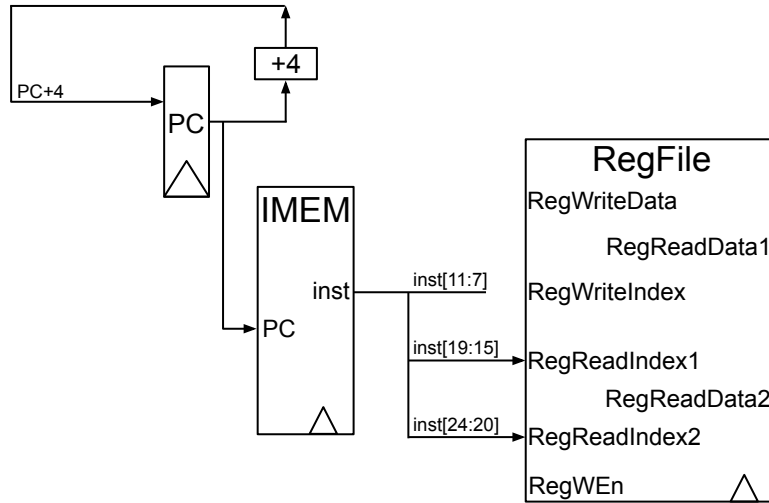 +4
PC+4
PC
RegFile
IMEM
RegWriteData
RegReadData1
inst
inst[11:7]
RegWriteIndex
PC
inst[19:15]
RegReadIndex1
RegReadData2
inst[24:20]
RegReadIndex2
RegWEn